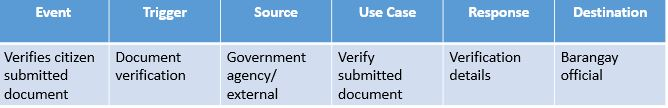 Event Trigger Source Use Case Response Destination
Verifies citizen Document Government Verify Verification Barangay
submitted verification agency/ submitted details official
document external document